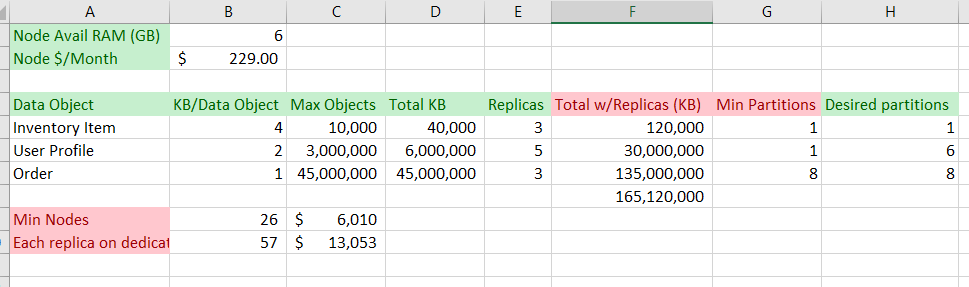 A B C D E F G H
Node Avail RAM (GB) 6
Node $/Month $ 229.00
Data Object KB/Data Object Max Objects Total KB Replicas Total w/Replicas (KB) Min Partitions Desired partitions
Inventory Item 4 10,000 40,000 3 120,000 1 1
User Profile 2 3,000,000 6,000,000 5 30,000,000 1 6
Order 1 45,000,000 45,000,000 3 135,000,000 8 8
165,120,000
Min Nodes 26 $ 6,010
Each replica on dedicat 57 $ 13,053